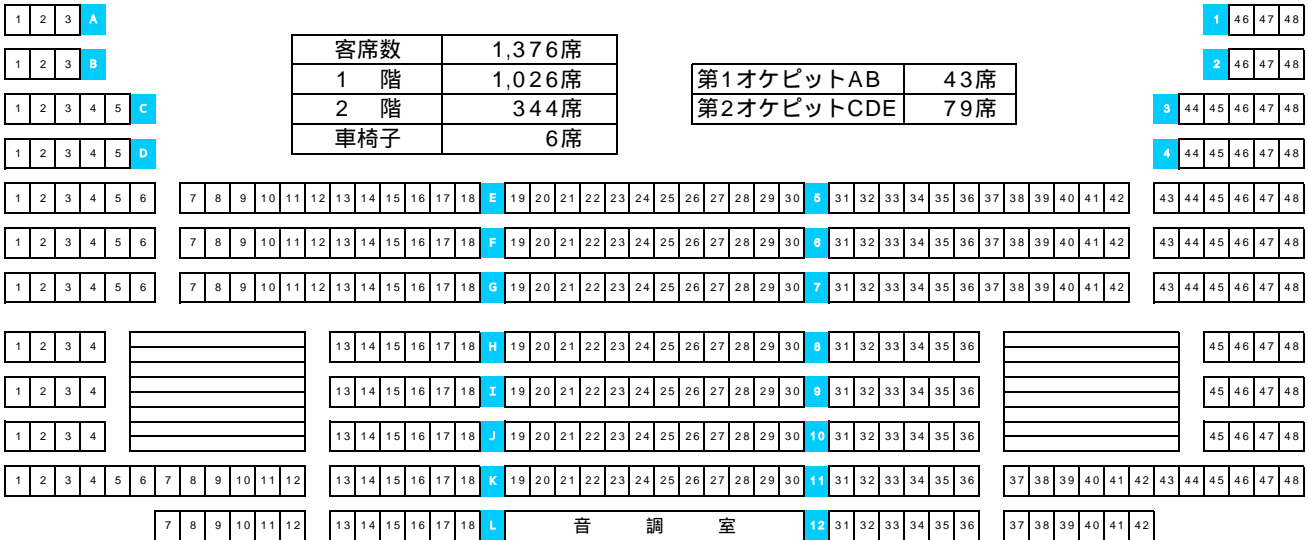 1 2 3 A 1 46 47 48
客席数 1,376席
1 2 3 B 2 46 47 48
1 階 1,026席 第1オケピットAB 43席
1 2 3 4 5 C 3 44 45 46 47 48
2 階 344席 第2オケピットCDE 79席
車椅子 6席
1 2 3 4 5 D 4 44 45 46 47 48
1 2 3 4 5 6 7 8 9 10 11 12 13 14 15 16 17 18 E 19 20 21 22 23 24 25 26 27 28 29 30 5 31 32 33 34 35 36 37 38 39 40 41 42 43 44 45 46 47 48
1 2 3 4 5 6 7 8 9 10 11 12 13 14 15 16 17 18 F 19 20 21 22 23 24 25 26 27 28 29 30 6 31 32 33 34 35 36 37 38 39 40 41 42 43 44 45 46 47 48
1 2 3 4 5 6 7 8 9 10 11 12 13 14 15 16 17 18 G 19 20 21 22 23 24 25 26 27 28 29 30 7 31 32 33 34 35 36 37 38 39 40 41 42 43 44 45 46 47 48
1 2 3 4 13 14 15 16 17 18 H 19 20 21 22 23 24 25 26 27 28 29 30 8 31 32 33 34 35 36 45 46 47 48
1 2 3 4 13 14 15 16 17 18 I 19 20 21 22 23 24 25 26 27 28 29 30 9 31 32 33 34 35 36 45 46 47 48
1 2 3 4 13 14 15 16 17 18 J 19 20 21 22 23 24 25 26 27 28 29 30 10 31 32 33 34 35 36 45 46 47 48
1 2 3 4 5 6 7 8 9 10 11 12 13 14 15 16 17 18 K 19 20 21 22 23 24 25 26 27 28 29 30 11 31 32 33 34 35 36 37 38 39 40 41 42 43 44 45 46 47 48
7 8 9 10 11 12 13 14 15 16 17 18 L 音 調 室 12 31 32 33 34 35 36 37 38 39 40 41 42